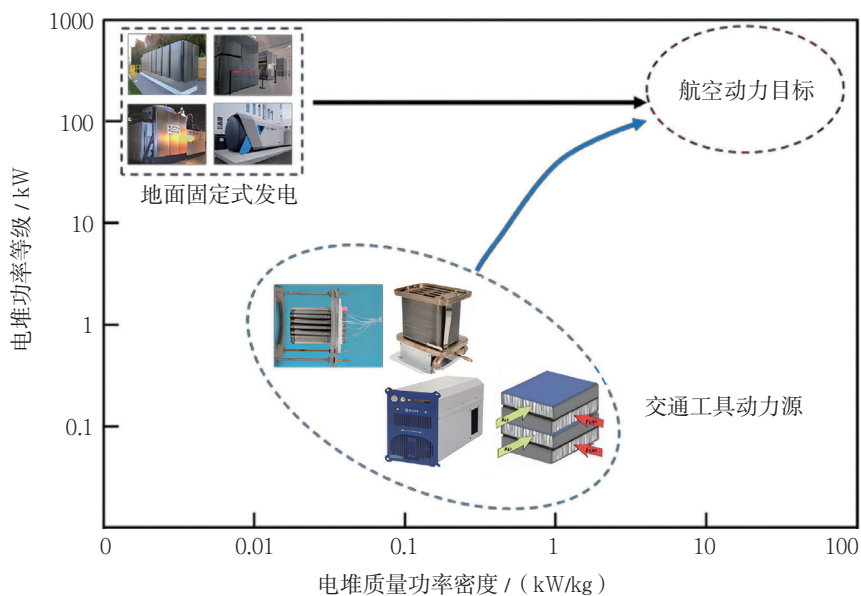 1000
100
10
1
0.1
电堆功率等级 / kW
地面固定式发电
航空动力目标
交通工具动力源
0
0.01
0.1
1
10
100
电堆质量功率密度 /（kW/kg）